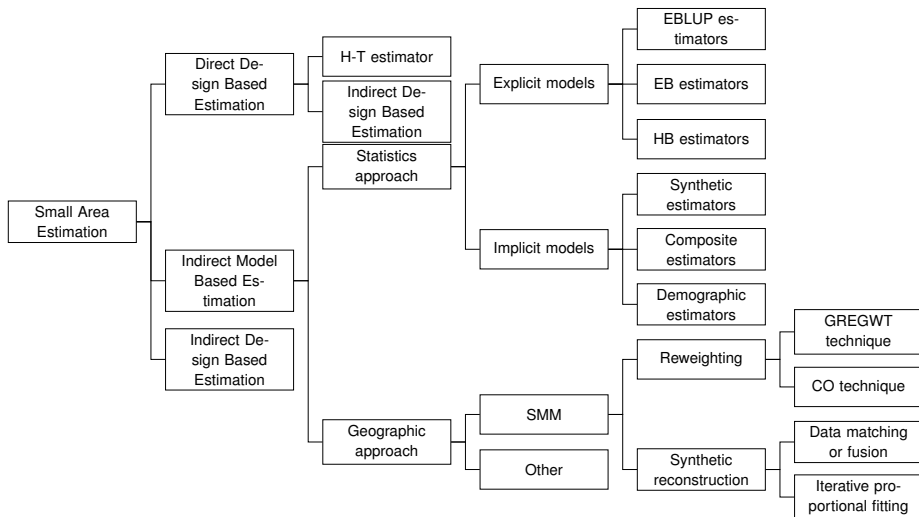 Small Area
Estimation
Direct De-
sign Based
Estimation
H-T estimator
Indirect De-
sign Based
Estimation
Indirect Model
Based Es-
timation
Statistics
approach
Explicit models
EBLUP es-
timators
EB estimators
HB estimators
Implicit models
Synthetic
estimators
Composite
estimators
Demographic
estimators
Geographic
approach
SMM
Reweighting
GREGWT
technique
CO technique
Synthetic
reconstruction
Data matching
or fusion
Iterative pro-
portional fitting
Other
Indirect De-
sign Based
Estimation